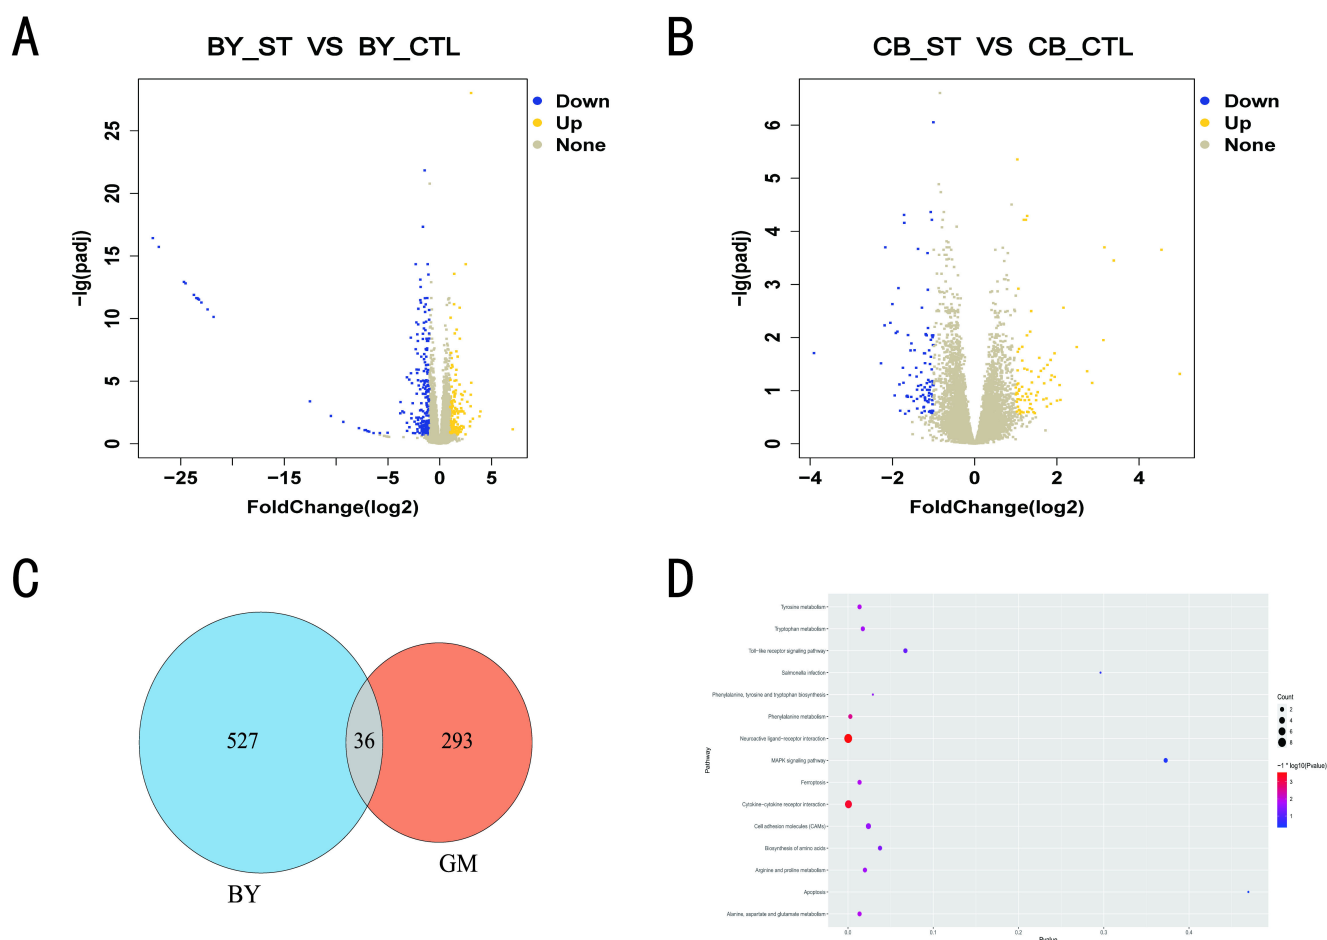 A
BY_ST VS BY_CTL
Down
Up
None
−lg(padj)
25
20
15
10
5
0
−25
−15
−5
0
5
FoldChange(log2)
B
CB_ST VS CB_CTL
Down
Up
None
−lg(padj)
6
5
4
3
2
1
0
−4
−2
0
2
4
FoldChange(log2)
C
527
36
293
BY
GM
D
Pathway
Tyrosine metabolism
Tryptophan metabolism
Toll−like receptor signaling pathway
Salmonella infection
Phenylalanine, tyrosine and tryptophan biosynthesis
Phenylalanine metabolism
Neuroactive ligand−receptor interaction
MAPK signaling pathway
Ferroptosis
Cytokine−cytokine receptor interaction
Cell adhesion molecules (CAMs)
Biosynthesis of amino acids
Arginine and proline metabolism
Apoptosis
Alanine, aspartate and glutamate metabolism
0.0
0.1
0.2
0.3
0.4
Pvalue
Count
2
4
6
8
−1 * log10(Pvalue)
3
2
1